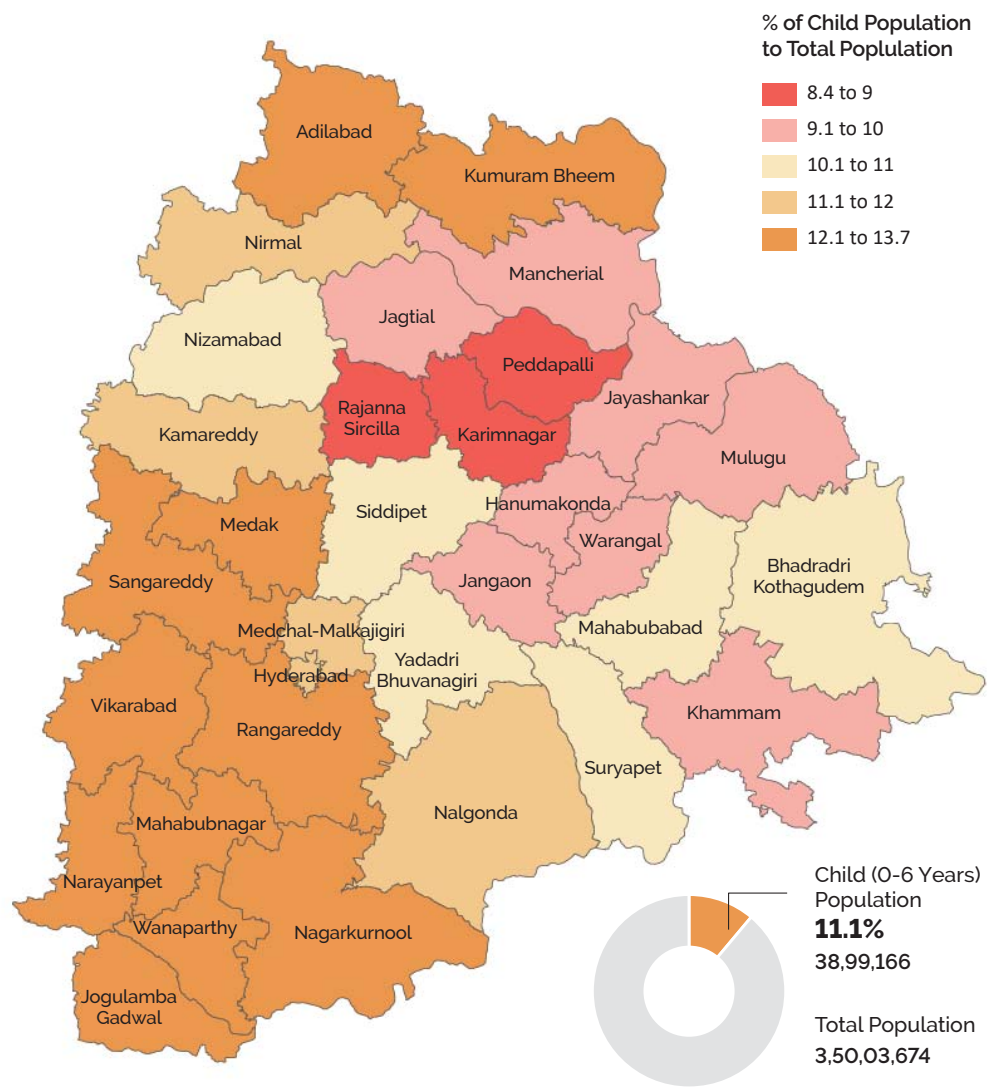 % of Child Population
to Total Poplulation
8.4 to 9
9.1 to 10
10.1 to 11
11.1 to 12
12.1 to 13.7
Adilabad
Kumuram Bheem
Nirmal
Mancherial
Jagtial
Nizamabad
Peddapalli
Jayashankar
Rajanna
Sircilla
Karimnagar
Kamareddy
Mulugu
Hanumakonda
Siddipet
Medak
Warangal
Bhadradri
Kothagudem
Sangareddy
Jangaon
Mahabubabad
Medchal-Malkajigiri
Yadadri
Bhuvanagiri
Hyderabad
Vikarabad
Khammam
Rangareddy
Suryapet
Nalgonda
Mahabubnagar
Narayanpet
Wanaparthy
Nagarkurnool
Jogulamba
Gadwal
Child (0-6 Years)
Population
11.1%
38,99,166
Total Population
3,50,03,674